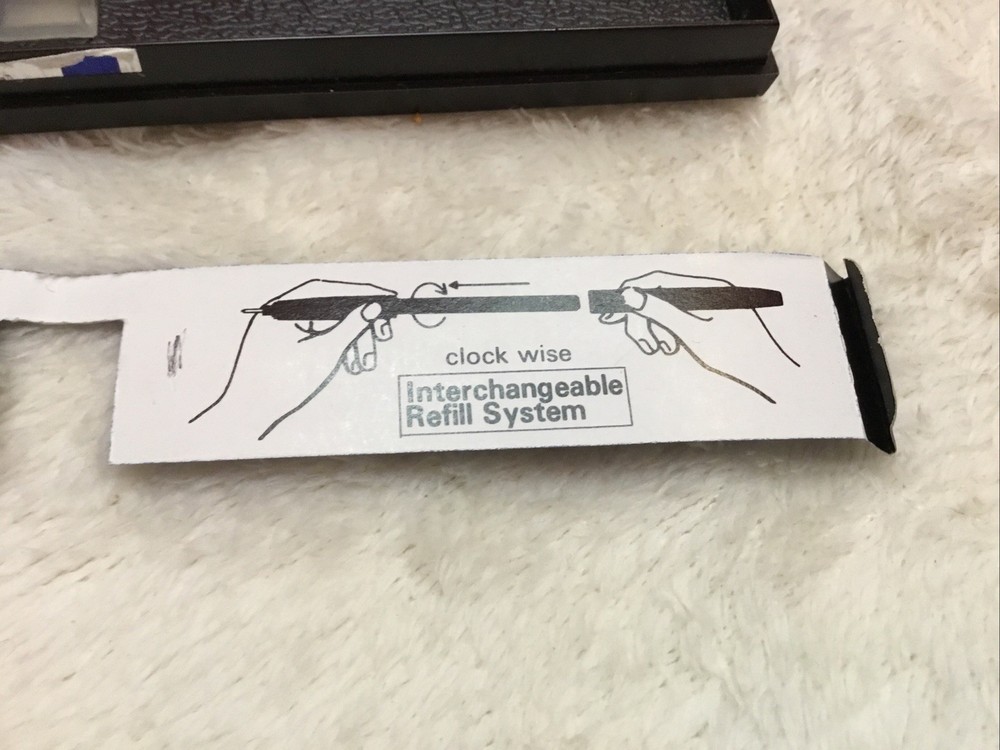 clock wise
Interchangeable
Refill System